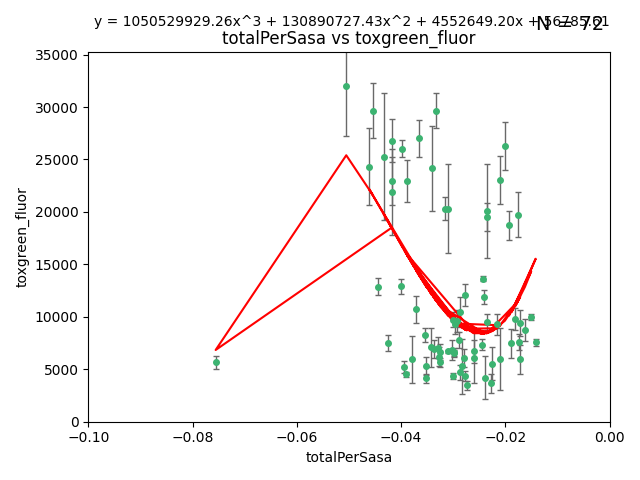 y = 1050529929.26x^3 + 130890727.43x^2 + 4552649.20x + 56785.61
N = 72
totalPerSasa vs toxgreen_fluor
35000
30000
25000
20000
15000
10000
5000
0
toxgreen_fluor
−0.10 −0.08 −0.06 −0.04 −0.02 0.00
totalPerSasa